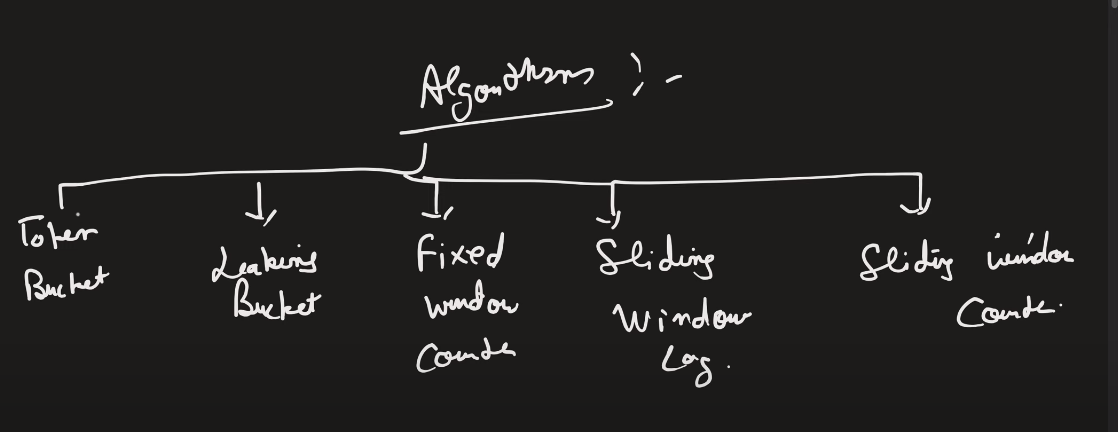 Algorithms :-
Token
Bucket
Leaking
Bucket
Fixed
window
Counter
Sliding
Window
Log.
Sliding window
Counter.